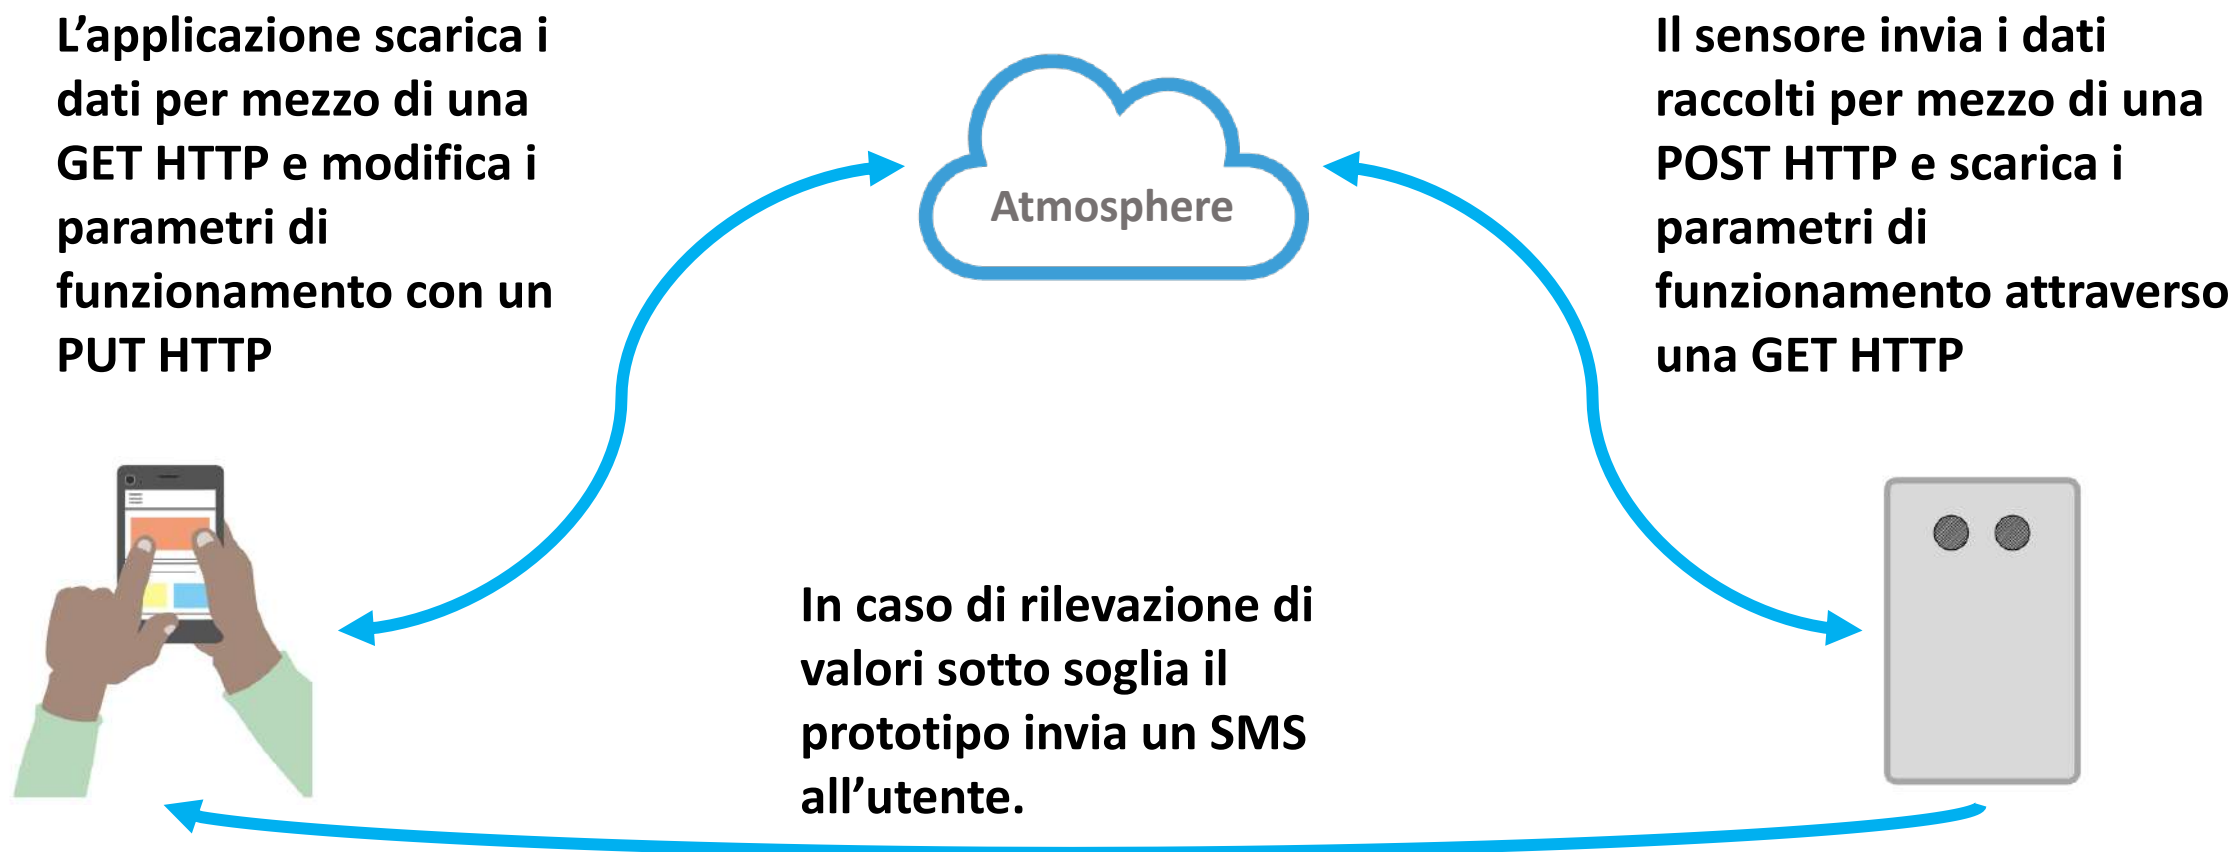 L’applicazione scarica i
dati per mezzo di una
GET HTTP e modifica i
parametri di
funzionamento con un
PUT HTTP
Atmosphere
Il sensore invia i dati
raccolti per mezzo di una
POST HTTP e scarica i
parametri di
funzionamento attraverso
una GET HTTP
In caso di rilevazione di
valori sotto soglia il
prototipo invia un SMS
all’utente.